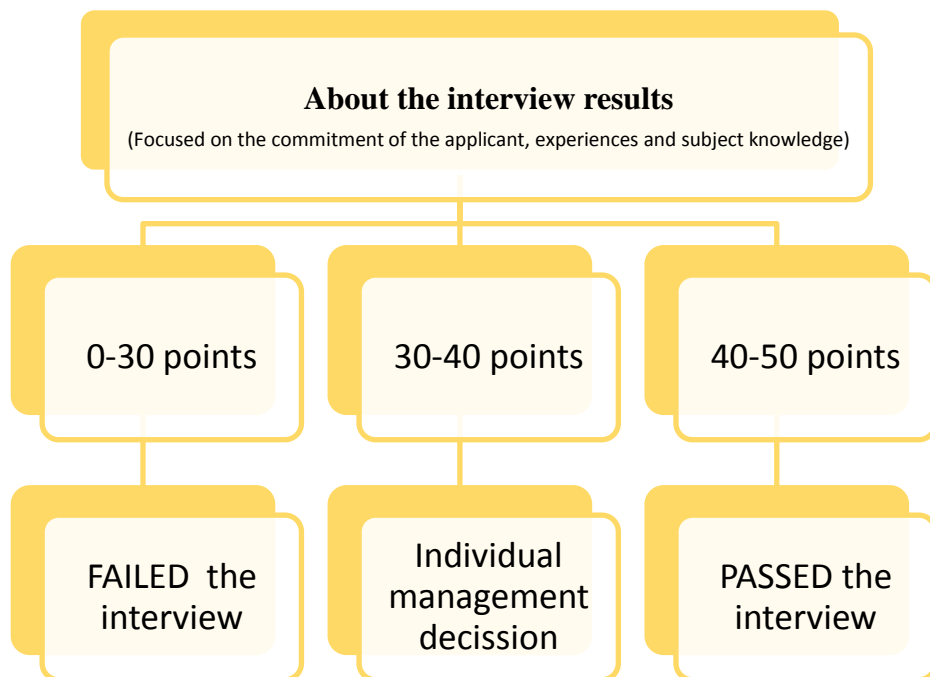 About the interview results
(Focused on the commitment of the applicant, experiences and subject knowledge)
0-30 points
30-40 points
40-50 points
FAILED the
interview
Individual
management
decission
PASSED the
interview